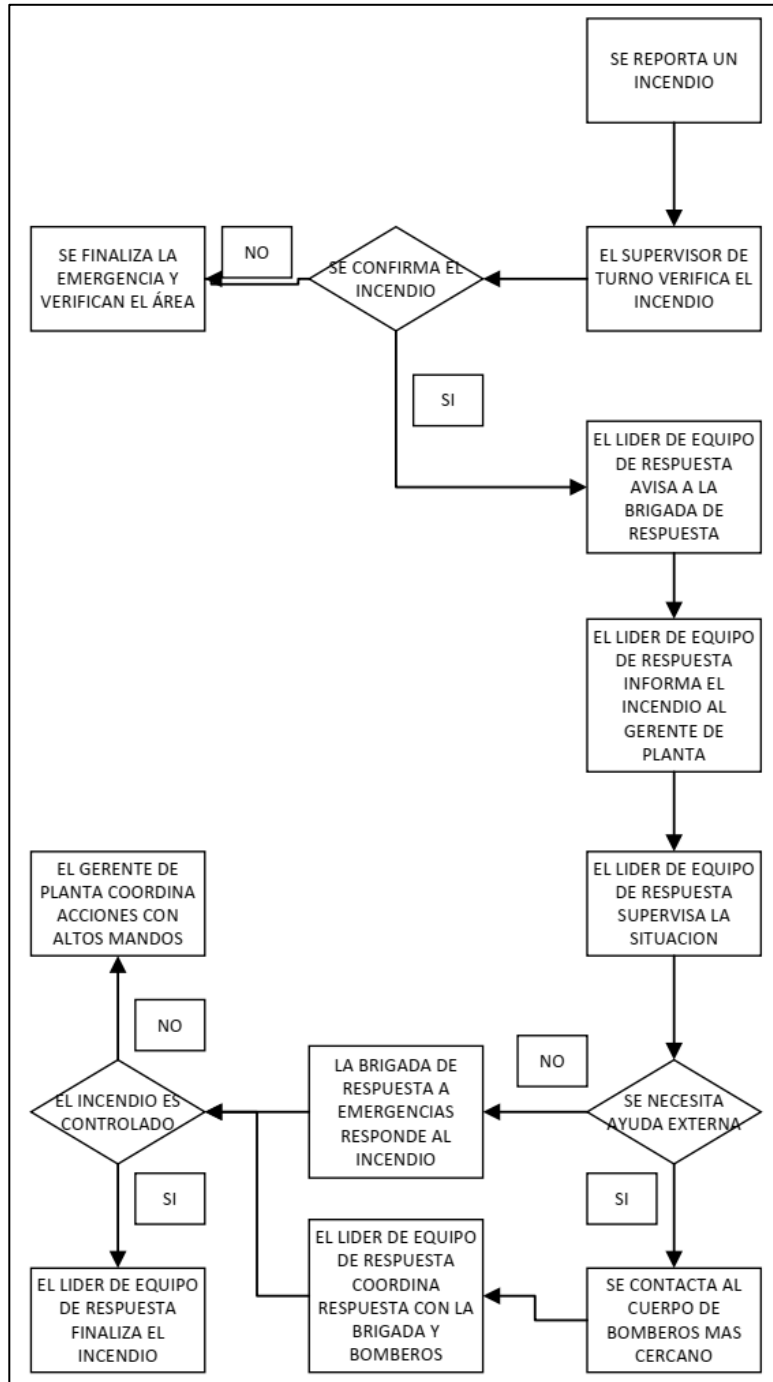 SE REPORTA UN
INCENDIO
EL SUPERVISOR DE
TURNO VERIFICA EL
INCENDIO
SE CONFIRMA EL
INCENDIO
NO
SE FINALIZA LA
EMERGENCIA Y
VERIFICAN EL ÁREA
SI
EL LIDER DE EQUIPO
DE RESPUESTA
AVISA A LA
BRIGADA DE
RESPUESTA
EL LIDER DE EQUIPO
DE RESPUESTA
INFORMA EL
INCENDIO AL
GERENTE DE
PLANTA
EL LIDER DE EQUIPO
DE RESPUESTA
SUPERVISA LA
SITUACION
SE NECESITA
AYUDA EXTERNA
NO
LA BRIGADA DE
RESPUESTA A
EMERGENCIAS
RESPONDE AL
INCENDIO
SI
SE CONTACTA AL
CUERPO DE
BOMBEROS MAS
CERCANO
EL LIDER DE EQUIPO
DE RESPUESTA
COORDINA
RESPUESTA CON LA
BRIGADA Y
BOMBEROS
EL INCENDIO ES
CONTROLADO
NO
EL GERENTE DE
PLANTA COORDINA
ACCIONES CON
ALTOS MANDOS
SI
EL LIDER DE EQUIPO
DE RESPUESTA
FINALIZA EL
INCENDIO